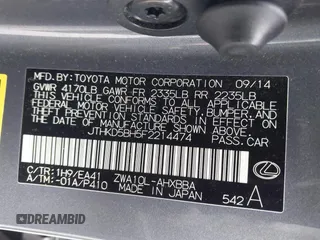 MFD.BY: TOYOTA MOTOR CORPORATION 09/14
GVWR 4170LB GAWR FR 2335LB RR 2235LB
THIS VEHICLE CONFORMS TO ALL APPLICABLE
FEDERAL MOTOR VEHICLE SAFETY, BUMPER, AND
THEFT PREVENTION STANDARDS IN EFFECT ON
THE DATE OF MANUFACTURE SHOWN ABOVE.
JTHKD5BH5F2214474 PASS.CAR
C/TR: 1H9/EA41 ZWA10L-AHXBBA
A/TM: -01A/P410 MADE IN JAPAN
542 A
DREAMBID